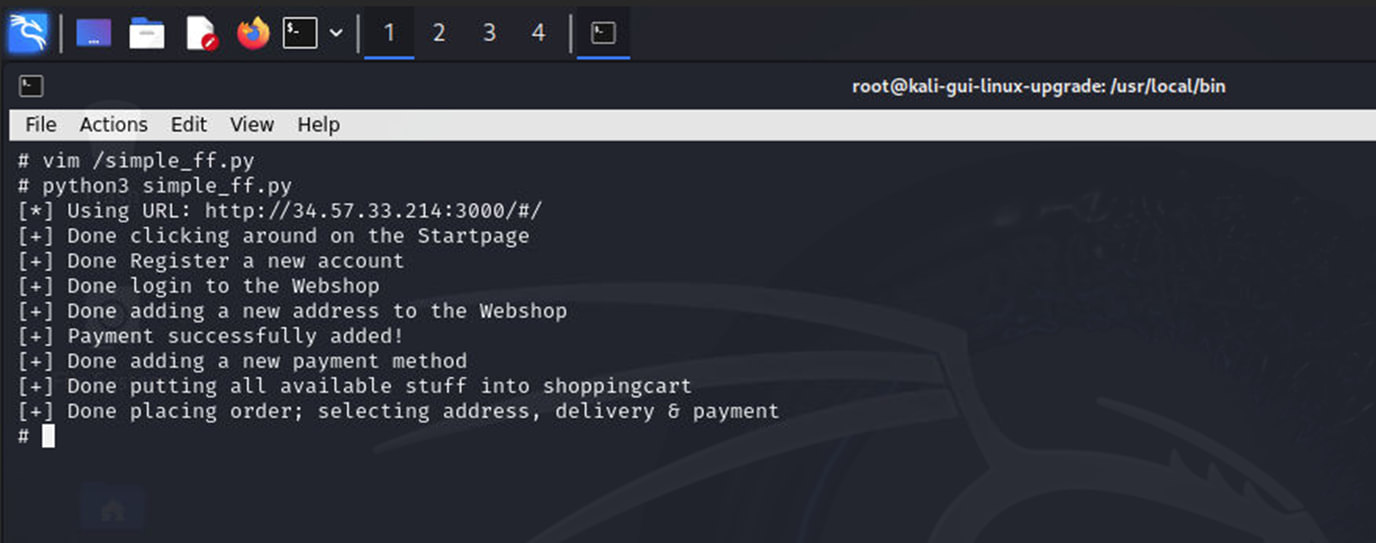 1 2 3 4
root@kali-gui-linux-upgrade: /usr/local/bin
File Actions Edit View Help
# vim /simple_ff.py
# python3 simple_ff.py
[*] Using URL: http://34.57.33.214:3000/#/
[+] Done clicking around on the Startpage
[+] Done Register a new account
[+] Done login to the Webshop
[+] Done adding a new address to the Webshop
[+] Payment successfully added!
[+] Done adding a new payment method
[+] Done putting all available stuff into shoppingcart
[+] Done placing order; selecting address, delivery & payment
#